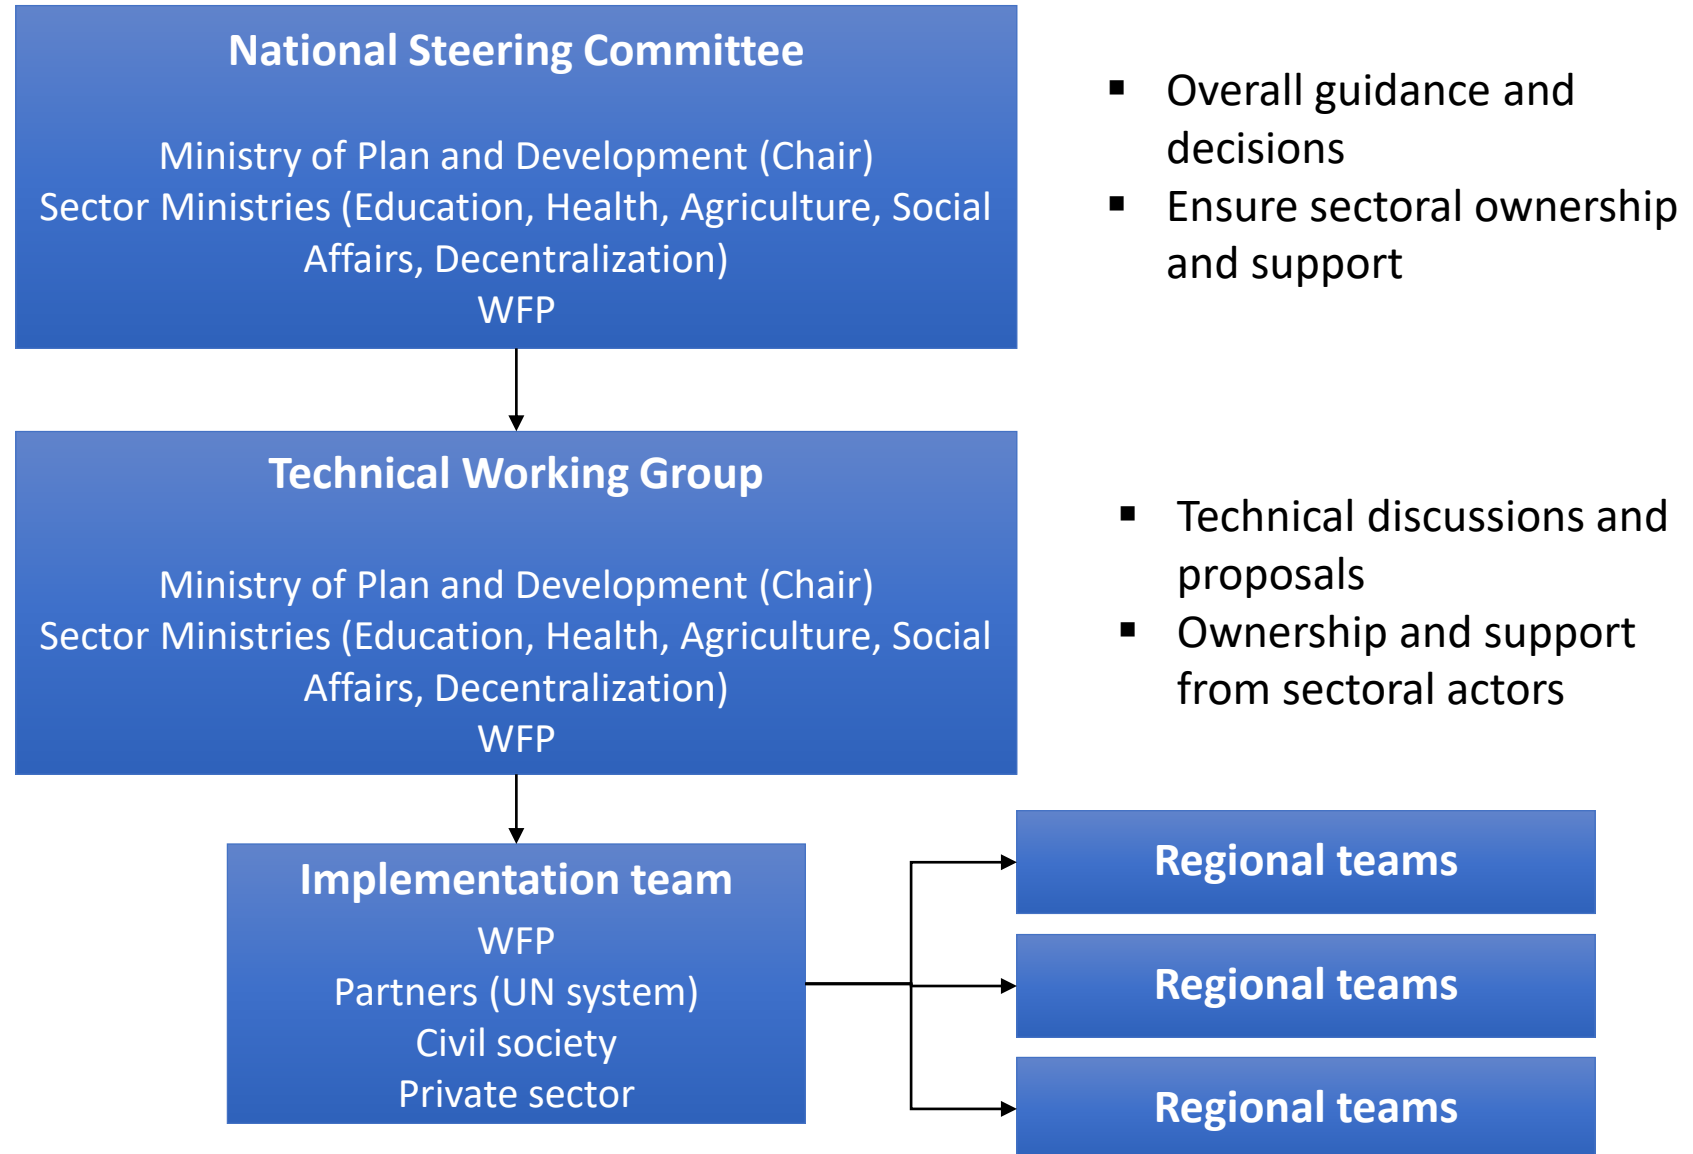 National Steering Committee
Ministry of Plan and Development (Chair)
Sector Ministries (Education, Health, Agriculture, Social
Affairs, Decentralization)
WFP
▪ Overall guidance and
decisions
▪ Ensure sectoral ownership
and support
Technical Working Group
Ministry of Plan and Development (Chair)
Sector Ministries (Education, Health, Agriculture, Social
Affairs, Decentralization)
WFP
▪ Technical discussions and
proposals
▪ Ownership and support
from sectoral actors
Implementation team
WFP
Partners (UN system)
Civil society
Private sector
Regional teams
Regional teams
Regional teams